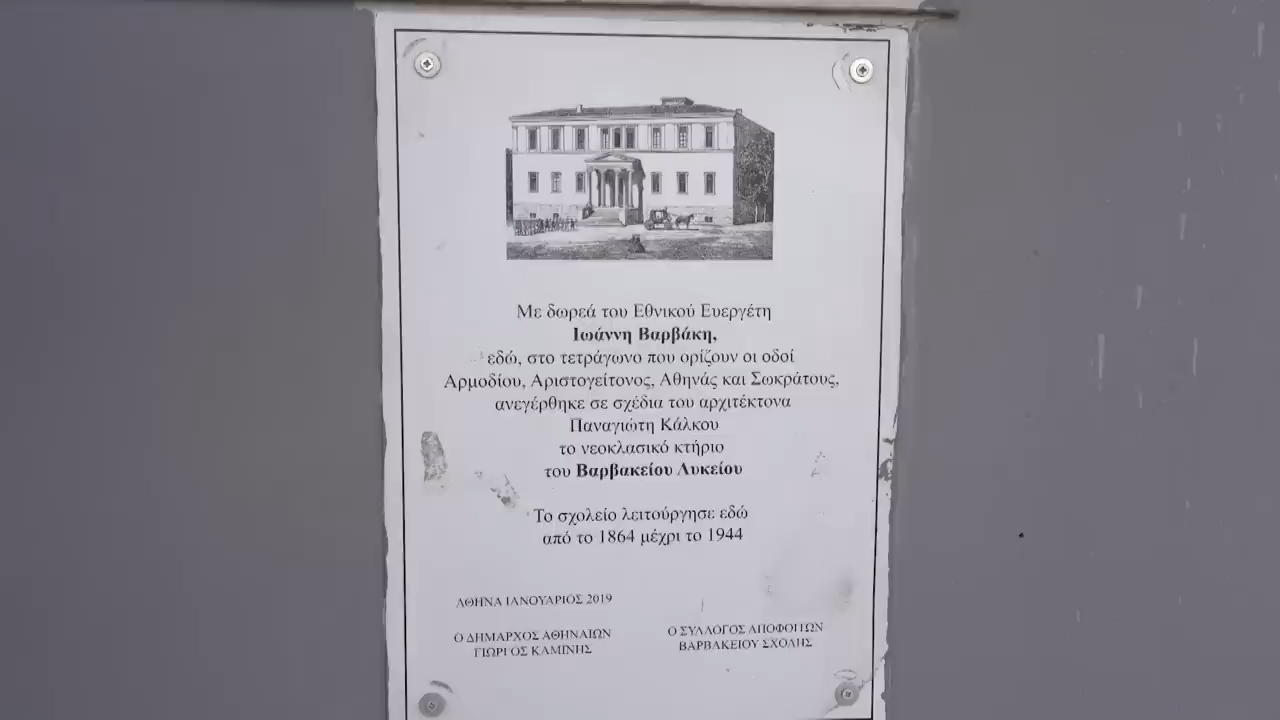 Με δωρεά του Εθνικού Ευεργέτη
Ιωάννη Βαρβάκη,
εδώ, στο τετράγωνο που ορίζουν οι οδοί
Αρμοδίου, Αριστογείτονος, Αθηνάς και Σωκράτους,
ανεγέρθηκε σε σχέδια του αρχιτέκτονα
Παναγιώτη Κάλκου
το νεοκλασικό κτήριο
του Βαρβακείου Λυκείου
Το σχολείο λειτούργησε εδώ
από το 1864 μέχρι το 1944
ΑΘΗΝΑ ΙΑΝΟΥΑΡΙΟΣ 2019
Ο ΔΗΜΑΡΧΟΣ ΑΘΗΝΑΙΩΝ
ΓΙΩΡΓΟΣ ΚΑΜΙΝΗΣ
Ο ΣΥΛΛΟΓΟΣ ΑΠΟΦΟΙΤΩΝ
ΒΑΡΒΑΚΕΙΟΥ ΣΧΟΛΗΣ